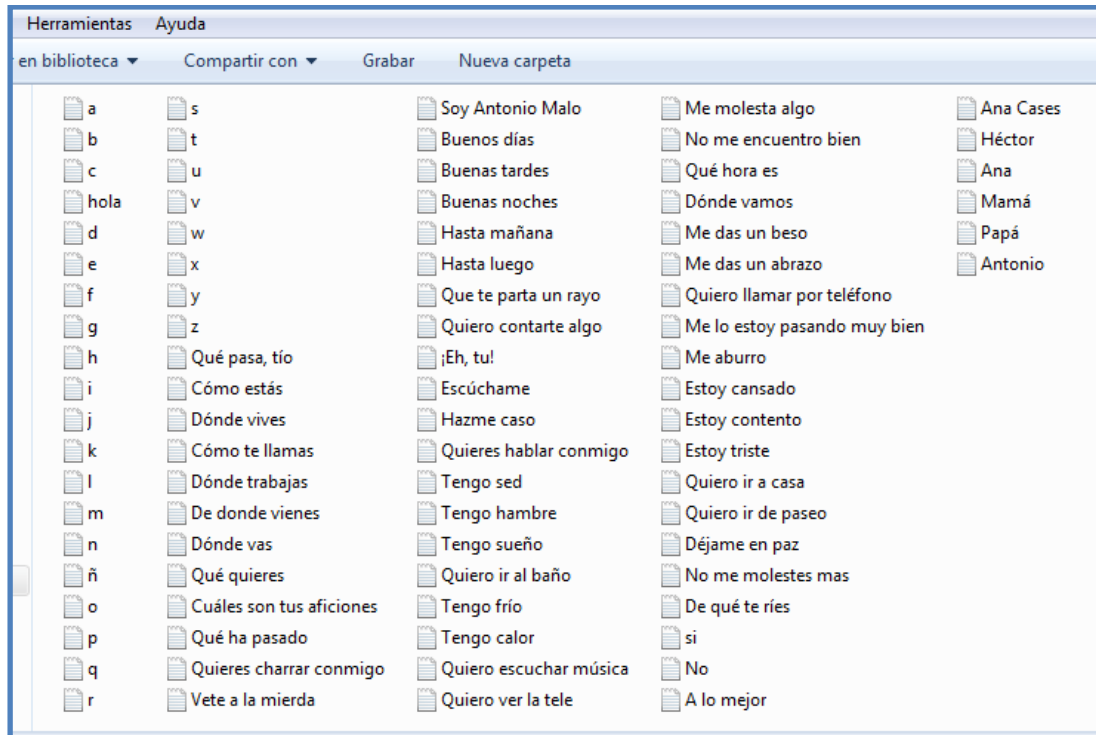 Herramientas Ayuda
en biblioteca Compartir con Grabar Nueva carpeta
a
b
c
hola
d
e
f
g
h
i
j
k
l
m
n
ñ
o
p
q
r
s
t
u
v
w
x
y
z
Qué pasa, tío
Cómo estás
Dónde vives
Cómo te llamas
Dónde trabajas
De donde vienes
Dónde vas
Qué quieres
Cuáles son tus aficiones
Qué ha pasado
Quieres charrar conmigo
Vete a la mierda
Soy Antonio Malo
Buenos días
Buenas tardes
Buenas noches
Hasta mañana
Hasta luego
Que te parta un rayo
Quiero contarte algo
¡Eh, tu!
Escúchame
Hazme caso
Quieres hablar conmigo
Tengo sed
Tengo hambre
Tengo sueño
Quiero ir al baño
Tengo frío
Tengo calor
Quiero escuchar música
Quiero ver la tele
Me molesta algo
No me encuentro bien
Qué hora es
Dónde vamos
Me das un beso
Me das un abrazo
Quiero llamar por teléfono
Me lo estoy pasando muy bien
Me aburro
Estoy cansado
Estoy contento
Estoy triste
Quiero ir a casa
Quiero ir de paseo
Déjame en paz
No me molestes mas
De qué te ríes
si
No
A lo mejor
Ana Cases
Héctor
Ana
Mamá
Papá
Antonio